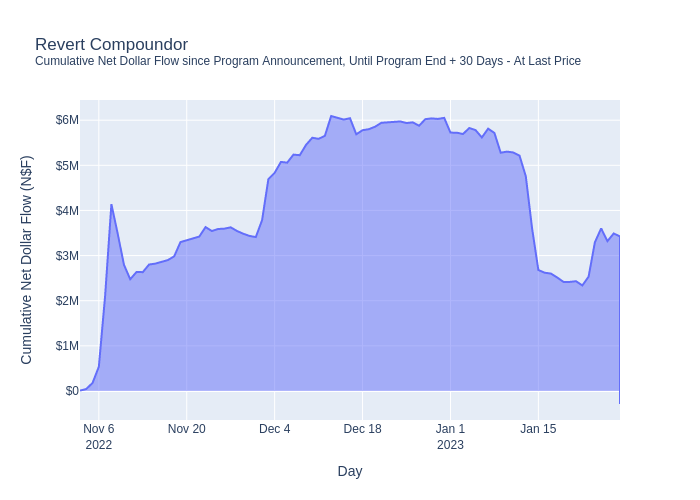 Revert Compoundor
Cumulative Net Dollar Flow since Program Announcement, Until Program End + 30 Days - At Last Price
Cumulative Net Dollar Flow (N$F)
$6M
$5M
$4M
$3M
$2M
$1M
$0
Nov 6
2022
Nov 20
Dec 4
Dec 18
Jan 1
2023
Jan 15
Day